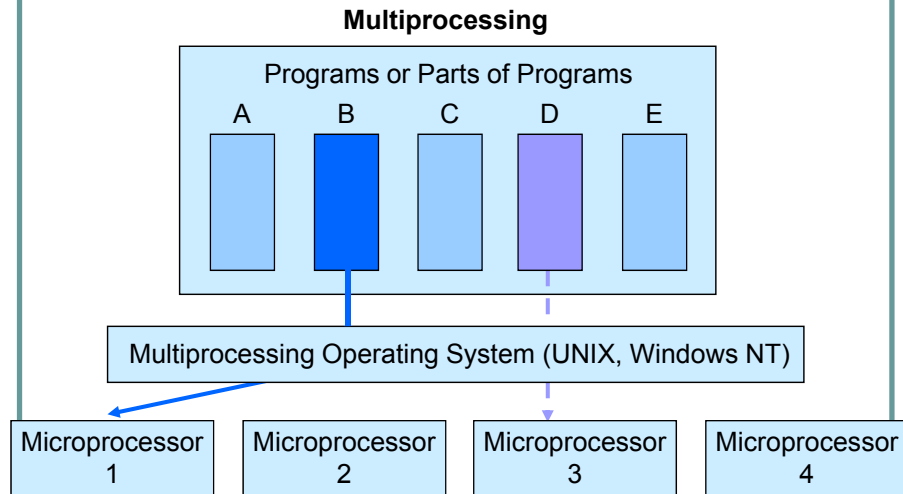 Multiprocessing
Programs or Parts of Programs
A B C D E
Multiprocessing Operating System (UNIX, Windows NT)
Microprocessor Microprocessor Microprocessor Microprocessor
1 2 3 4